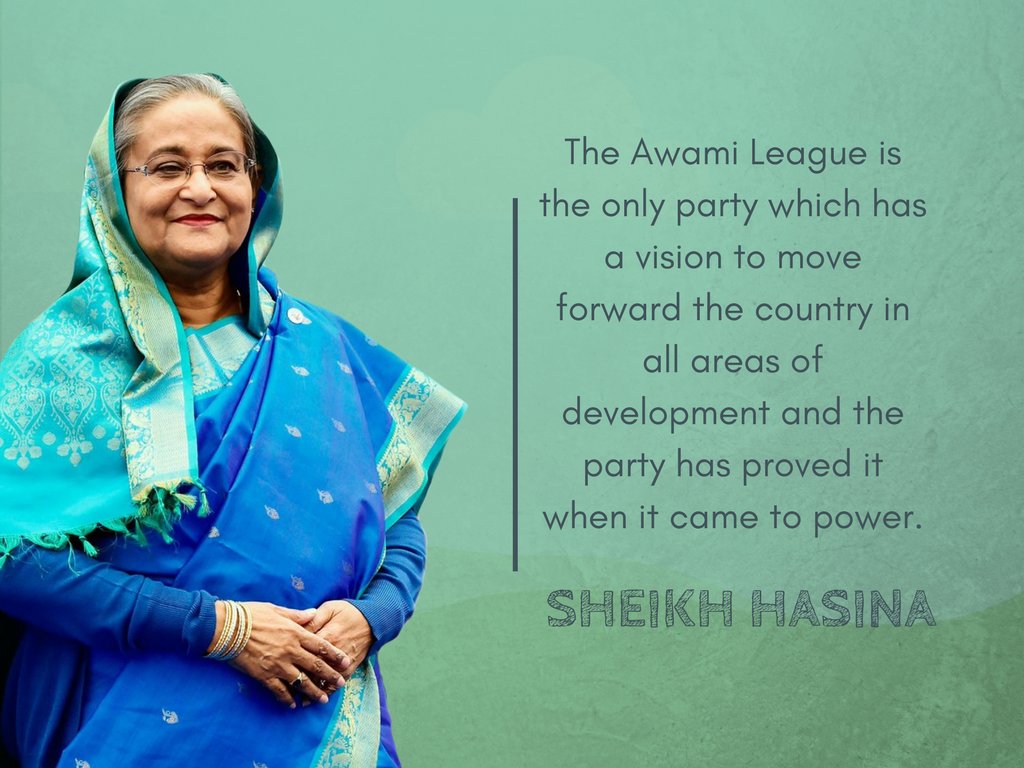 The Awami League is
the only party which has
a vision to move
forward the country in
all areas of
development and the
party has proved it
when it came to power.
SHEIKH HASINA